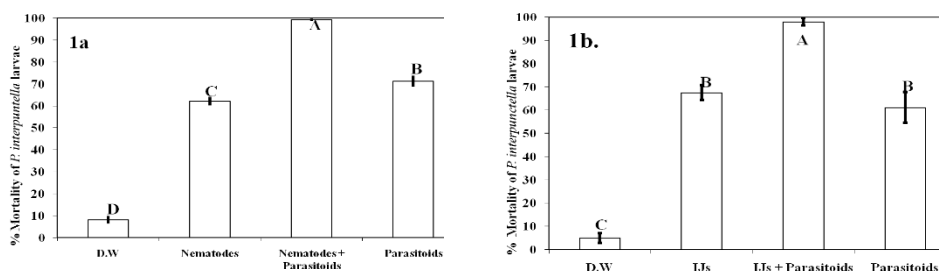 1a
% Mortality of P. interpuntella larvae
100
90
80
70
60
50
40
30
20
10
0
D
C
A
B
D.W
Nematodes
Nematodes +
Parasitoids
Parasitoids
1b.
% Mortality of P. interpunctella larvae
100
90
80
70
60
50
40
30
20
10
0
C
B
A
B
D.W
IJs
IJs + Parasitoids
Parasitoids